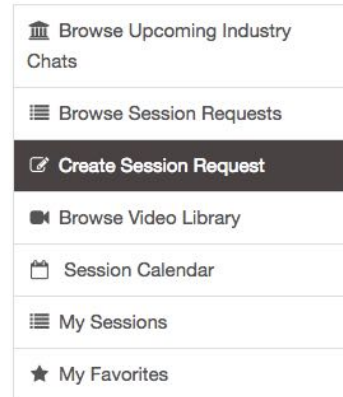 Browse Upcoming Industry
Chats
Browse Session Requests
Create Session Request
Browse Video Library
Session Calendar
My Sessions
My Favorites